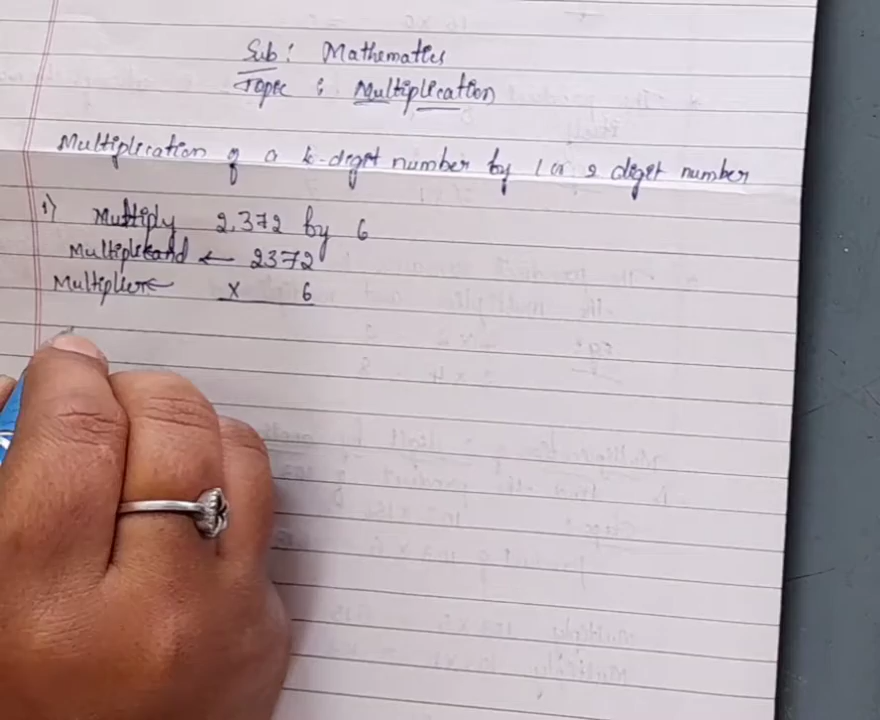 Sub: Mathematics
Topic : Multiplication
Multiplication of a 4-digit number by 1 or 2 digit number
1) Multiply 2,372 by 6
Multiplicand ← 2372
Multiplier ← x 6